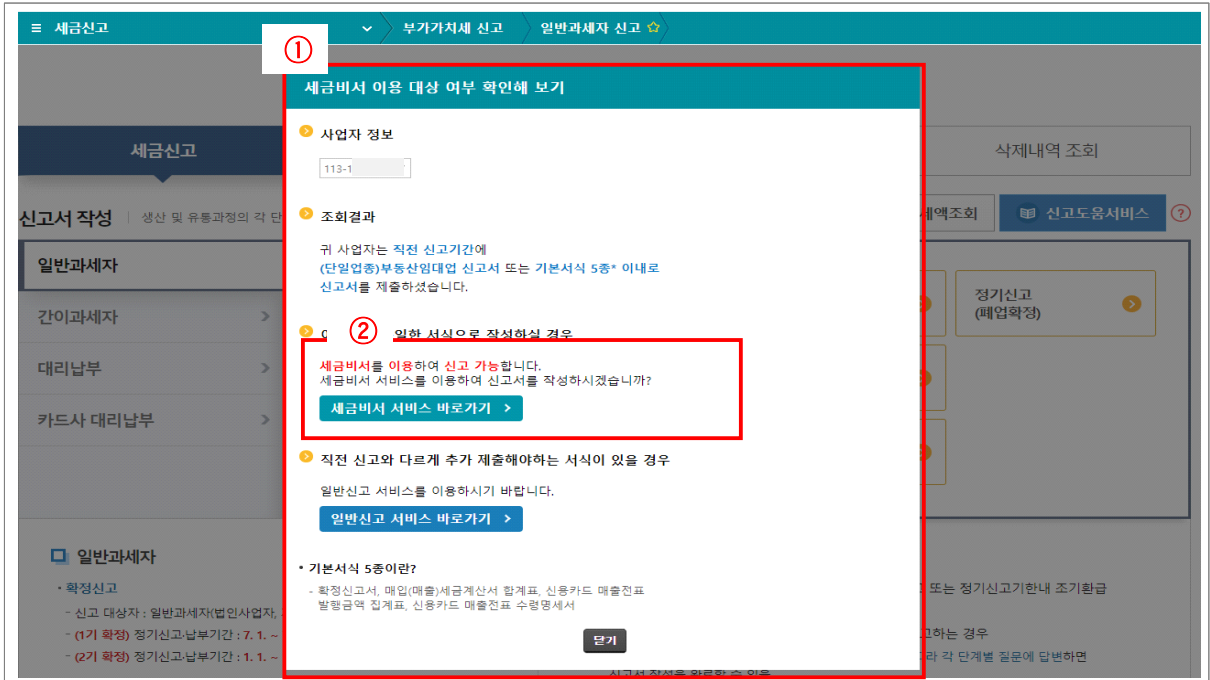 ≡ 세금신고
부가가치세 신고
일반과세자 신고
①
세금비서 이용 대상 여부 확인해 보기
사업자 정보
113-1
세금신고
삭제내역 조회
조회결과
신고서 작성
생산 및 유통과정의 각 단
세액조회
신고도움서비스
?
귀 사업자는 직전 신고기간에
(단일업종)부동산임대업 신고서 또는 기본서식 5종* 이내로
신고서를 제출하셨습니다.
일반과세자
간이과세자
대리납부
카드사 대리납부
정기신고
(폐업확정)
②
일한 서식으로 작성하실 경우
세금비서를 이용하여 신고 가능합니다.
세금비서 서비스를 이용하여 신고서를 작성하시겠습니까?
세금비서 서비스 바로가기 >
직전 신고와 다르게 추가 제출해야하는 서식이 있을 경우
일반신고 서비스를 이용하시기 바랍니다.
일반신고 서비스 바로가기 >
• 기본서식 5종이란?
- 확정신고서, 매입(매출)세금계산서 합계표, 신용카드 매출전표
발행금액 집계표, 신용카드 매출전표 수령명세서
닫기
일반과세자
· 확정신고
- 신고 대상자 : 일반과세자(법인사업자,
- (1기 확정) 정기신고·납부기간 : 7. 1. ~
- (2기 확정) 정기신고·납부기간 : 1. 1. ~
또는 정기신고기한내 조기환급
고하는 경우
라 각 단계별 질문에 답변하면
신고서 작성을 완료할 수 있음